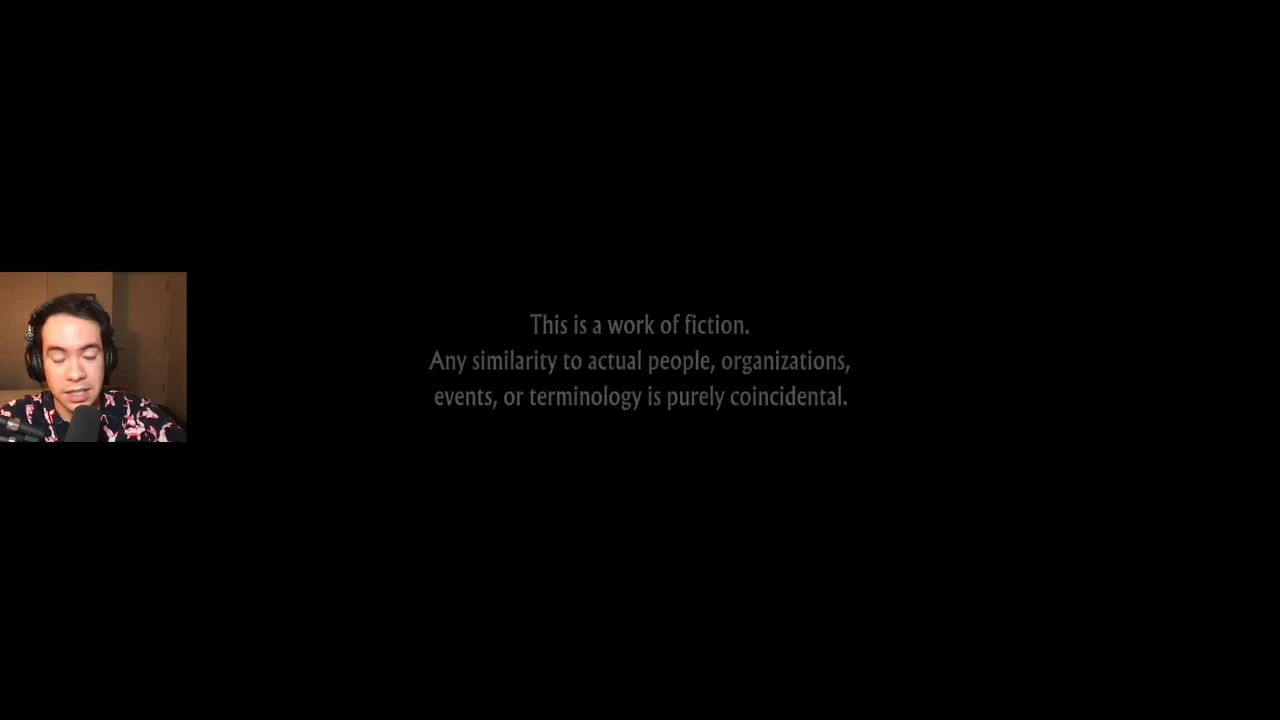 This is a work of fiction.
Any similarity to actual people, organizations,
events, or terminology is purely coincidental.